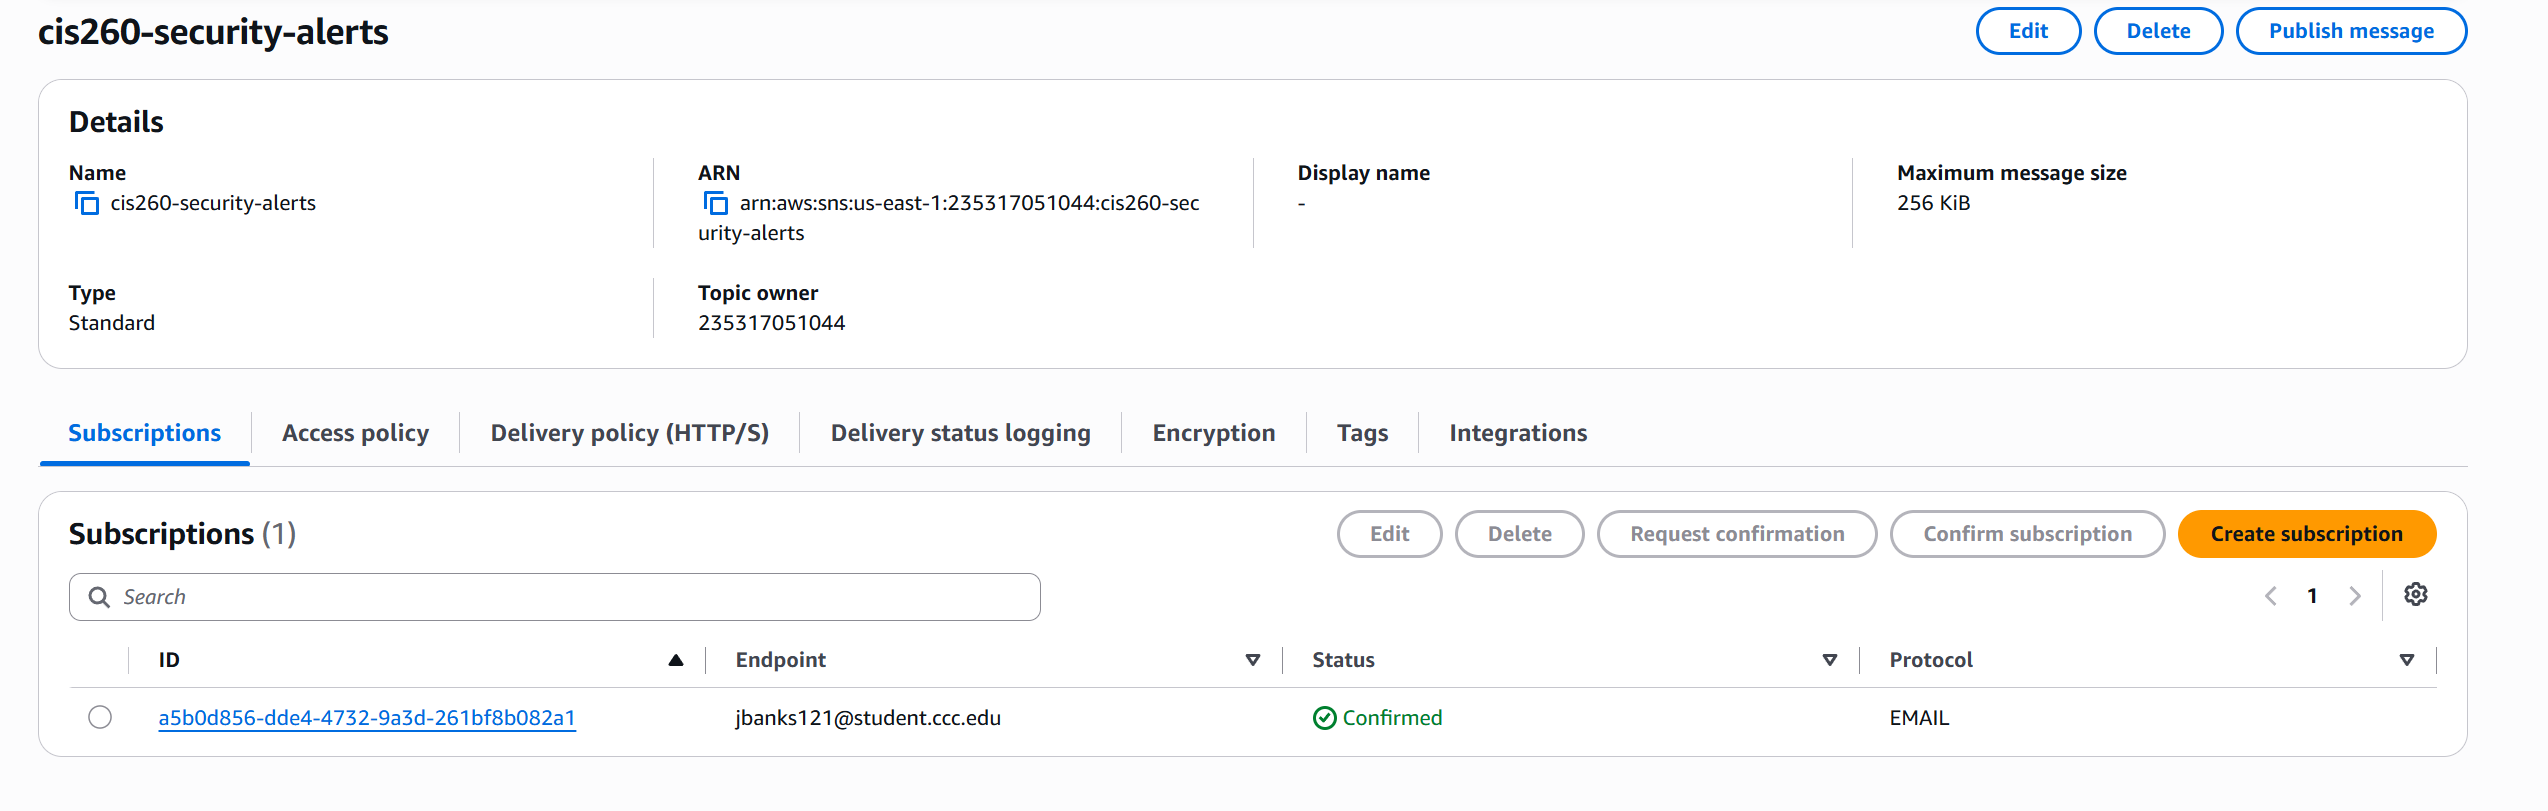 cis260-security-alerts
Edit
Delete
Publish message
Details
Name
cis260-security-alerts
ARN
arn:aws:sns:us-east-1:235317051044:cis260-sec
urity-alerts
Display name
-
Maximum message size
256 KiB
Type
Standard
Topic owner
235317051044
Subscriptions
Access policy
Delivery policy (HTTP/S)
Delivery status logging
Encryption
Tags
Integrations
Subscriptions (1)
Edit
Delete
Request confirmation
Confirm subscription
Create subscription
Search
1
ID
Endpoint
Status
Protocol
a5b0d856-dde4-4732-9a3d-261bf8b082a1
jbanks121@student.ccc.edu
Confirmed
EMAIL